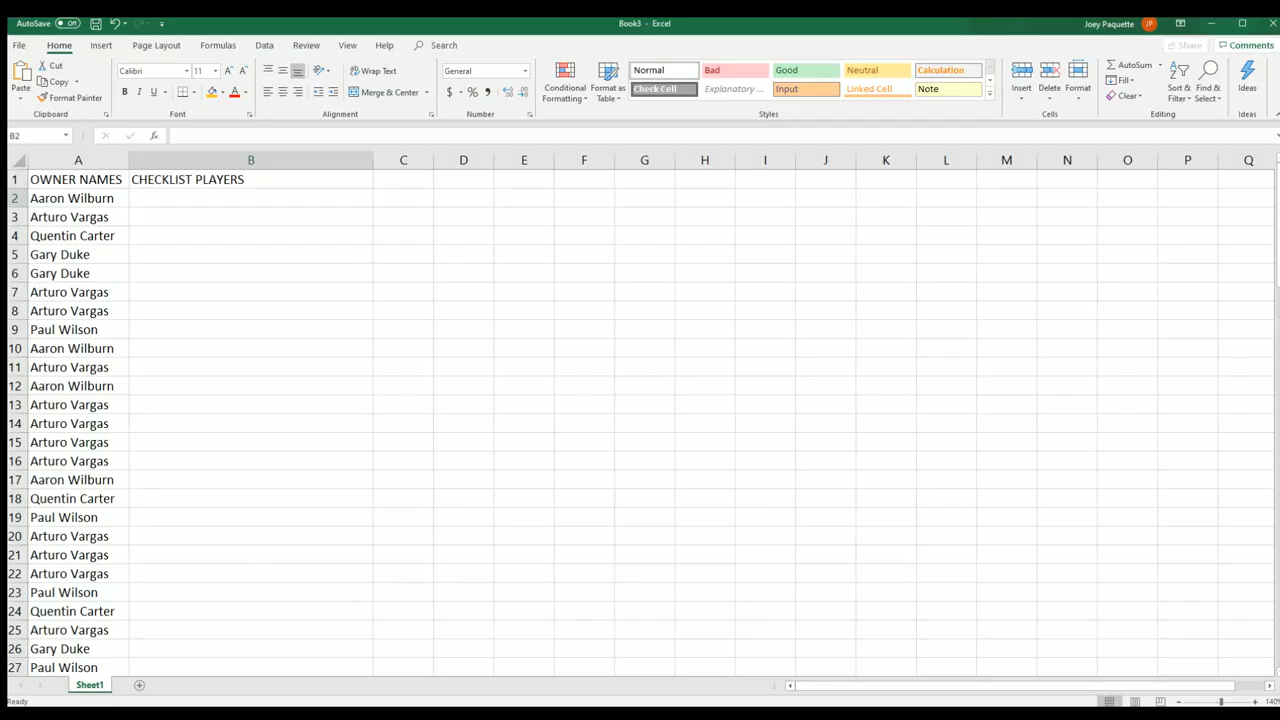 AutoSave Off
Book3 - Excel
Joey Paquette JP
File Home Insert Page Layout Formulas Data Review View Help Search Share Comments
Paste
Cut
Copy
Format Painter
Clipboard
Calibri 11
B I U
Font
Wrap Text
Merge & Center
Alignment
General
$ % 
Number
Conditional Formatting
Format as Table
Normal Bad Good Neutral Calculation
Check Cell Explanatory ... Input Linked Cell Note
Styles
Insert Delete Format
Cells
AutoSum
Fill
Clear
Sort & Filter
Find & Select
Editing
Ideas
Ideas
B2 fx
A B C D E F G H I J K L M N O P Q
1 OWNER NAMES CHECKLIST PLAYERS
2 Aaron Wilburn
3 Arturo Vargas
4 Quentin Carter
5 Gary Duke
6 Gary Duke
7 Arturo Vargas
8 Arturo Vargas
9 Paul Wilson
10 Aaron Wilburn
11 Arturo Vargas
12 Aaron Wilburn
13 Arturo Vargas
14 Arturo Vargas
15 Arturo Vargas
16 Arturo Vargas
17 Aaron Wilburn
18 Quentin Carter
19 Paul Wilson
20 Arturo Vargas
21 Arturo Vargas
22 Arturo Vargas
23 Paul Wilson
24 Quentin Carter
25 Arturo Vargas
26 Gary Duke
27 Paul Wilson
Sheet1
Ready